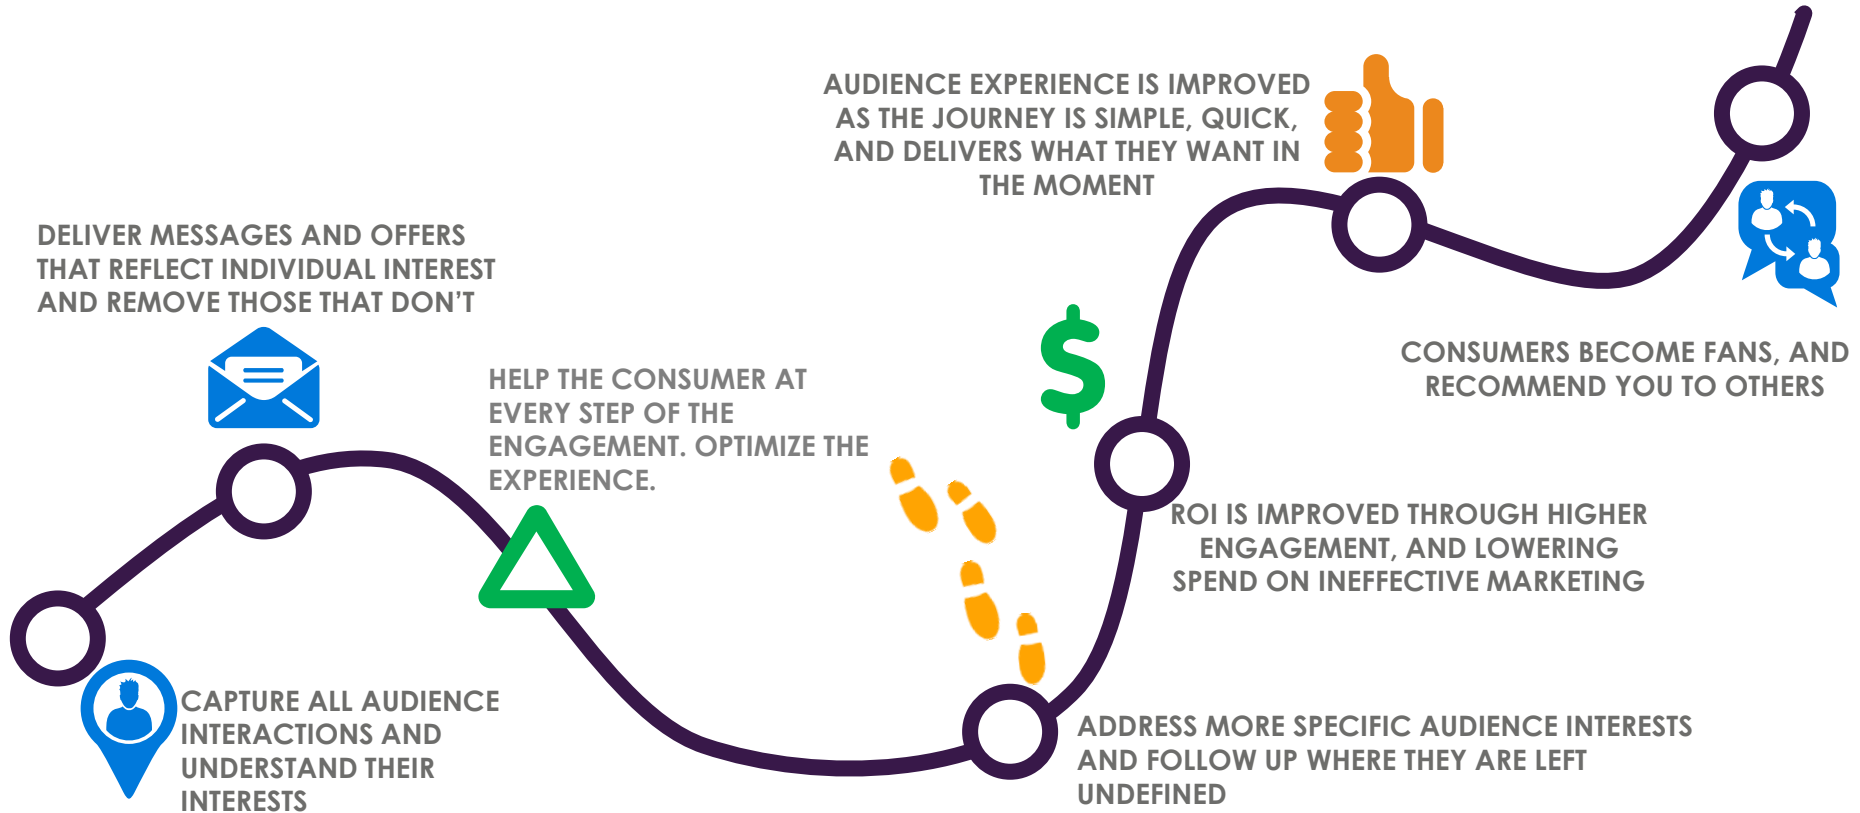 AUDIENCE EXPERIENCE IS IMPROVED
AS THE JOURNEY IS SIMPLE, QUICK,
AND DELIVERS WHAT THEY WANT IN
THE MOMENT
DELIVER MESSAGES AND OFFERS
THAT REFLECT INDIVIDUAL INTEREST
AND REMOVE THOSE THAT DON'T
CONSUMERS BECOME FANS, AND
RECOMMEND YOU TO OTHERS
HELP THE CONSUMER AT
EVERY STEP OF THE
ENGAGEMENT. OPTIMIZE THE
EXPERIENCE.
ROI IS IMPROVED THROUGH HIGHER
ENGAGEMENT, AND LOWERING
SPEND ON INEFFECTIVE MARKETING
CAPTURE ALL AUDIENCE
INTERACTIONS AND
UNDERSTAND THEIR
INTERESTS
ADDRESS MORE SPECIFIC AUDIENCE INTERESTS
AND FOLLOW UP WHERE THEY ARE LEFT
UNDEFINED